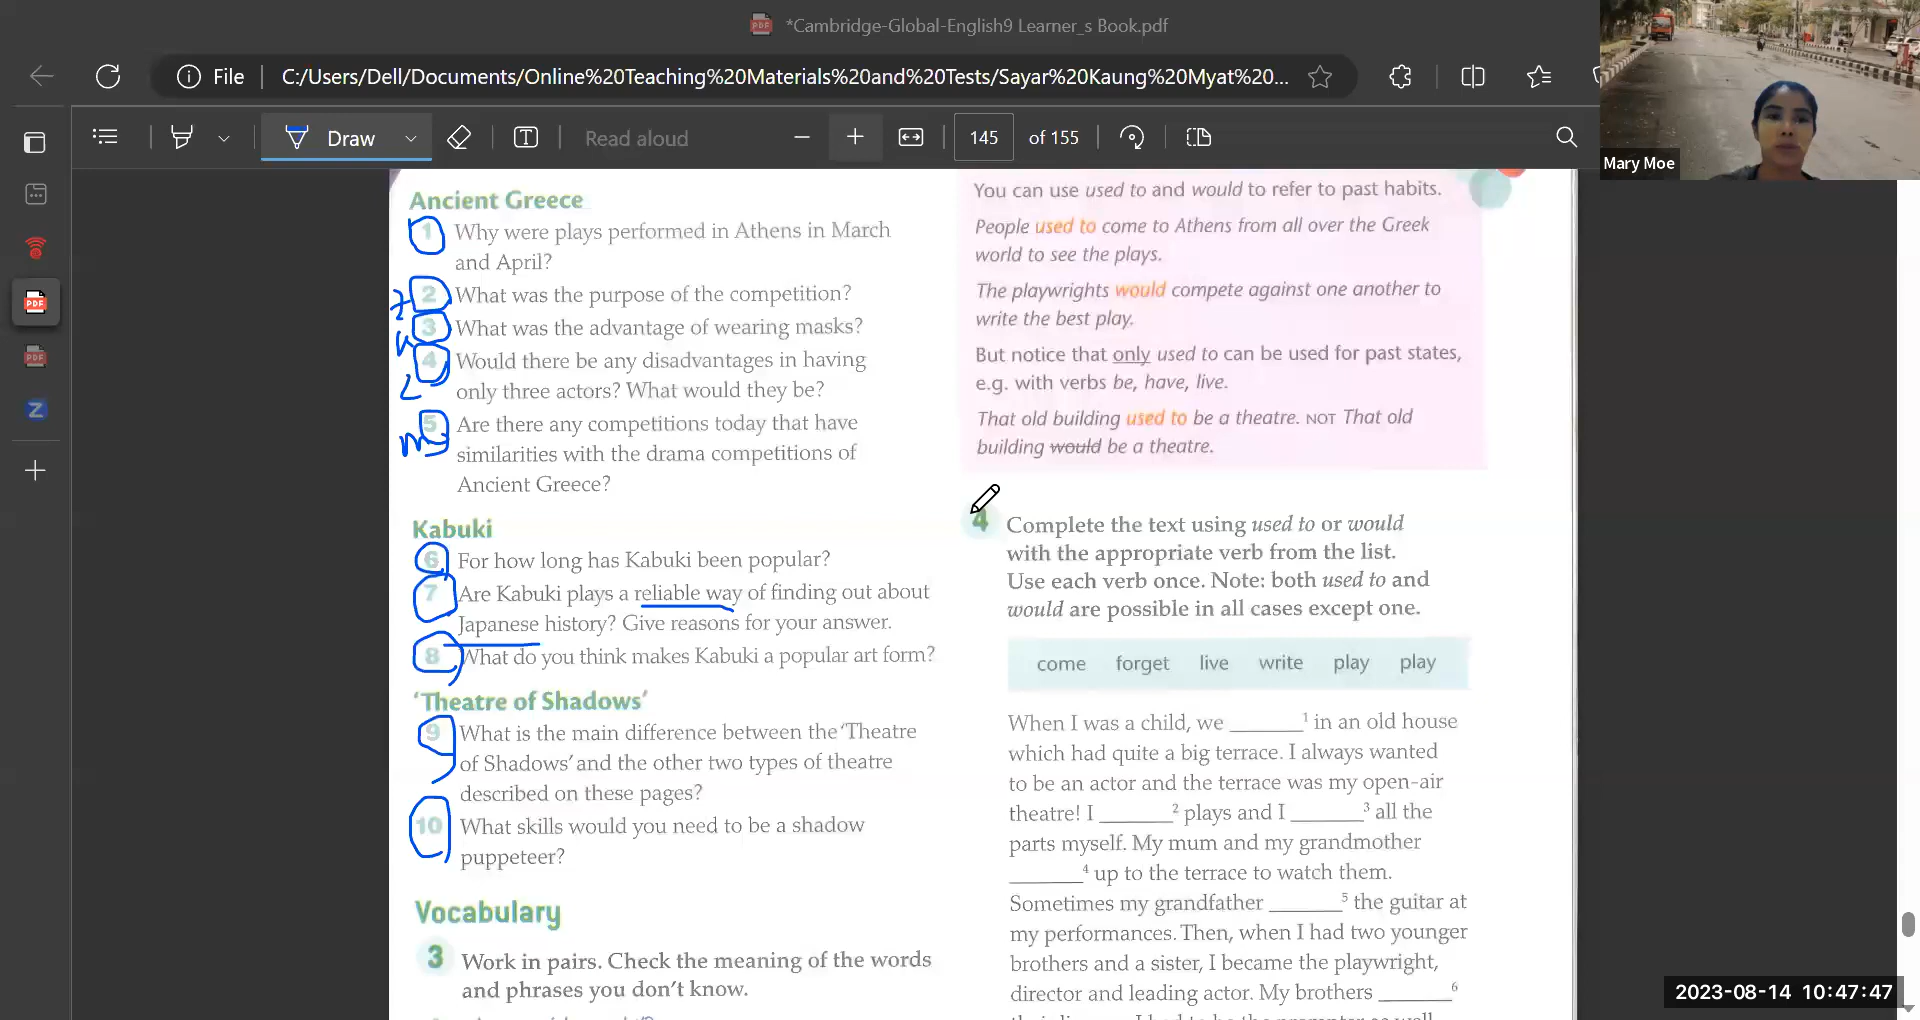 *Cambridge-Global-English9 Learner_s Book.pdf
File
C:/Users/Dell/Documents/Online%20Teaching%20Materials%20and%20Tests/Sayar%20Kaung%20Myat%20...
Draw
Read aloud
145 of 155
Mary Moe
Ancient Greece
1 Why were plays performed in Athens in March
and April?
2 What was the purpose of the competition?
3 What was the advantage of wearing masks?
4 Would there be any disadvantages in having
only three actors? What would they be?
5 Are there any competitions today that have
similarities with the drama competitions of
Ancient Greece?
Kabuki
6 For how long has Kabuki been popular?
7 Are Kabuki plays a reliable way of finding out about
Japanese history? Give reasons for your answer.
8 What do you think makes Kabuki a popular art form?
'Theatre of Shadows'
9 What is the main difference between the 'Theatre
of Shadows' and the other two types of theatre
described on these pages?
10 What skills would you need to be a shadow
puppeteer?
Vocabulary
3 Work in pairs. Check the meaning of the words
and phrases you don't know.
You can use used to and would to refer to past habits.
People used to come to Athens from all over the Greek
world to see the plays.
The playwrights would compete against one another to
write the best play.
But notice that only used to can be used for past states,
e.g. with verbs be, have, live.
That old building used to be a theatre. NOT That old
building would be a theatre.
4 Complete the text using used to or would
with the appropriate verb from the list.
Use each verb once. Note: both used to and
would are possible in all cases except one.
come forget live write play play
When I was a child, we ______ 1 in an old house
which had quite a big terrace. I always wanted
to be an actor and the terrace was my open-air
theatre! I ______ 2 plays and I ______ 3 all the
parts myself. My mum and my grandmother
______ 4 up to the terrace to watch them.
Sometimes my grandfather ______ 5 the guitar at
my performances. Then, when I had two younger
brothers and a sister, I became the playwright,
director and leading actor. My brothers ______ 6
2023-08-14 10:47:47